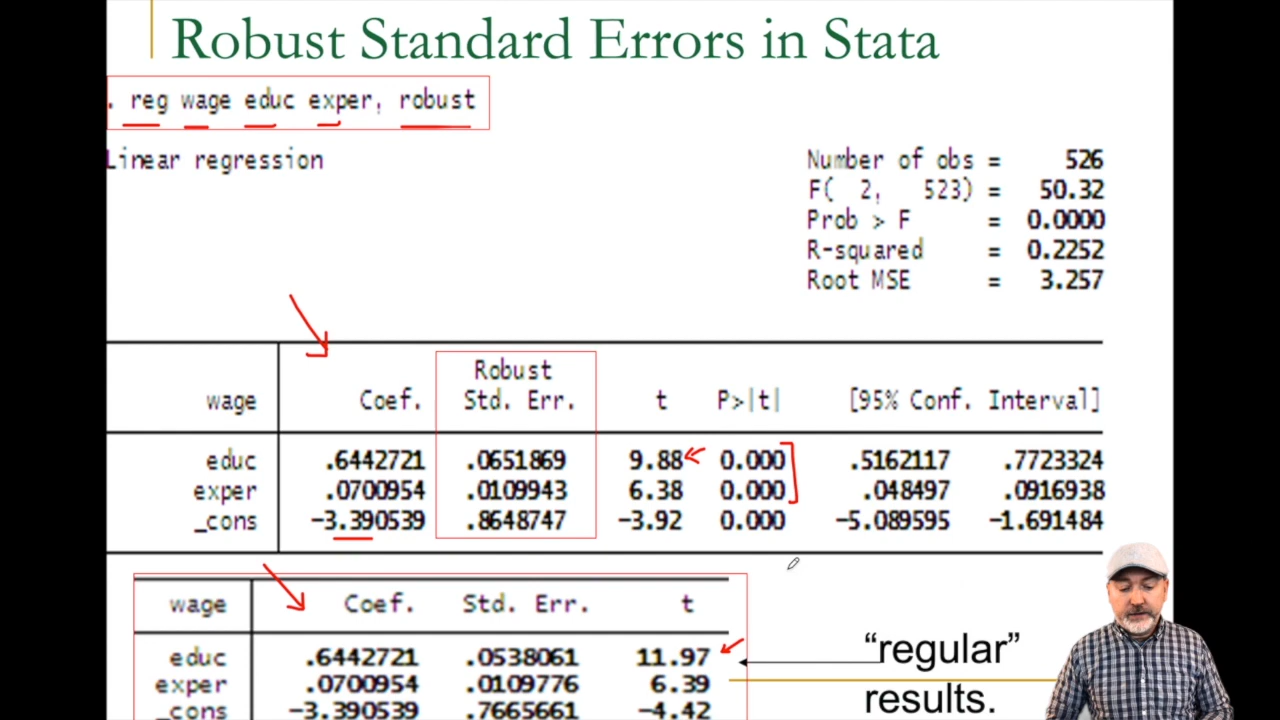 Robust Standard Errors in Stata
. reg wage educ exper, robust
Linear regression
Number of obs = 526
F( 2, 523) = 50.32
Prob > F = 0.0000
R-squared = 0.2252
Root MSE = 3.257
Robust
wage Coef. Std. Err. t P>|t| [95% Conf. Interval]
educ .6442721 .0651869 9.88 0.000 .5162117 .7723324
exper .0700954 .0109943 6.38 0.000 .048497 .0916938
_cons -3.390539 .8648747 -3.92 0.000 -5.089595 -1.691484
wage Coef. Std. Err. t
educ .6442721 .0538061 11.97
exper .0700954 .0109776 6.39
_cons -3.390539 .7665661 -4.42
“regular”
results.